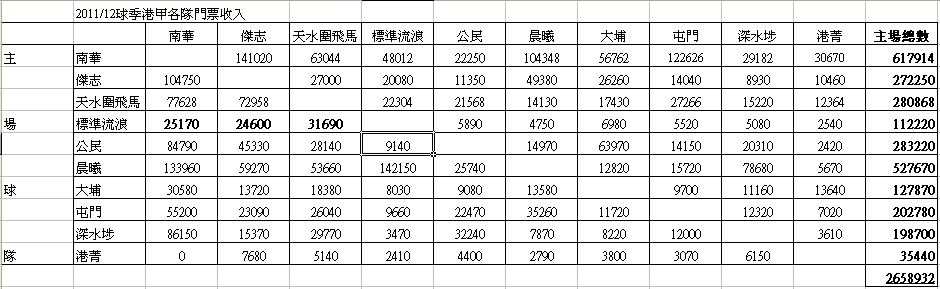 2011/12球季港甲各隊門票收入
南華 傑志 天水圍飛馬 標準流浪 公民 晨曦 大埔 屯門 深水埗 港菁 主場總數
主 南華 141020 63044 48012 22250 104348 56762 122626 29182 30670 617914
傑志 104750 27000 20080 11350 49380 26260 14040 8930 10460 272250
天水圍飛馬 77628 72958 22304 21568 14130 17430 27266 15220 12364 280868
場 標準流浪 25170 24600 31690 5890 4750 6980 5520 5080 2540 112220
公民 84790 45330 28140 9140 14970 63970 14150 20310 2420 283220
晨曦 133960 59270 53660 142150 25740 12820 15720 78680 5670 527670
球 大埔 30580 13720 18380 8030 9080 13580 9700 11160 13640 127870
屯門 55200 23090 26040 9660 22470 35260 11720 12320 7020 202780
深水埗 86150 15370 29770 3470 32240 7870 8220 12000 3610 198700
隊 港菁 0 7680 5140 2410 4400 2790 3800 3070 6150 35440
2658932